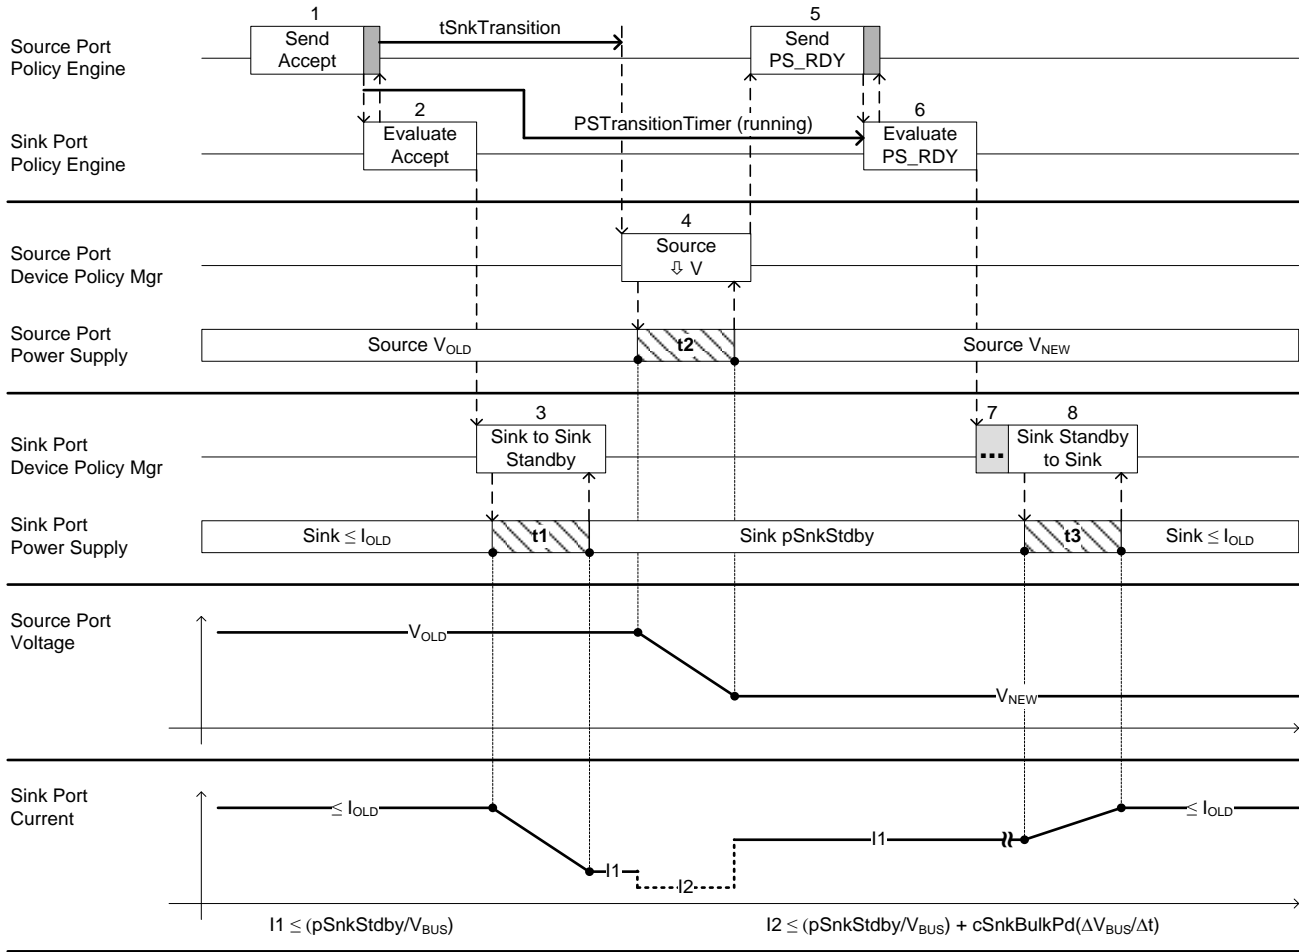 1
Send
Accept
tSnkTransition
5
Send
PS_RDY
Source Port
Policy Engine
2
Evaluate
Accept
PSTransitionTimer (running)
6
Evaluate
PS_RDY
Sink Port
Policy Engine
4
Source
⇩ V
Source Port
Device Policy Mgr
Source Port
Power Supply
Source VOLD
t2
Source VNEW
3
Sink to Sink
Standby
7
...
8
Sink Standby
to Sink
Sink Port
Device Policy Mgr
Sink Port
Power Supply
Sink ≤ IOLD
t1
Sink pSnkStdby
t3
Sink ≤ IOLD
Source Port
Voltage
VOLD
VNEW
Sink Port
Current
≤ IOLD
I1
I2
I1
≤ IOLD
I1 ≤ (pSnkStdby/VBUS)
I2 ≤ (pSnkStdby/VBUS) + cSnkBulkPd(ΔVBUS/Δt)